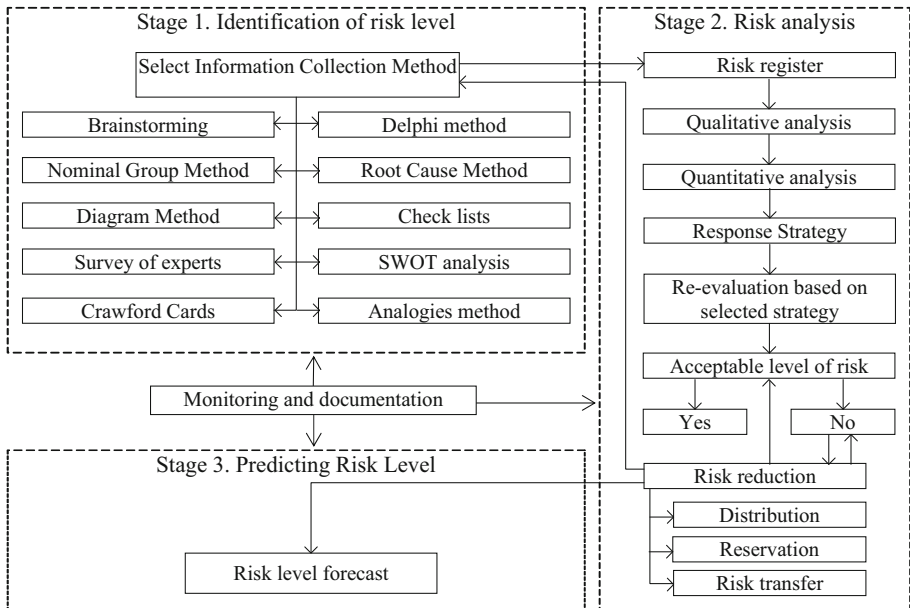 Stage 1. Identification of risk level
Select Information Collection Method
Brainstorming
Delphi method
Nominal Group Method
Root Cause Method
Diagram Method
Check lists
Survey of experts
SWOT analysis
Crawford Cards
Analogies method
Monitoring and documentation
Stage 3. Predicting Risk Level
Risk level forecast
Stage 2. Risk analysis
Risk register
Qualitative analysis
Quantitative analysis
Response Strategy
Re-evaluation based on
selected strategy
Acceptable level of risk
Yes
No
Risk reduction
Distribution
Reservation
Risk transfer